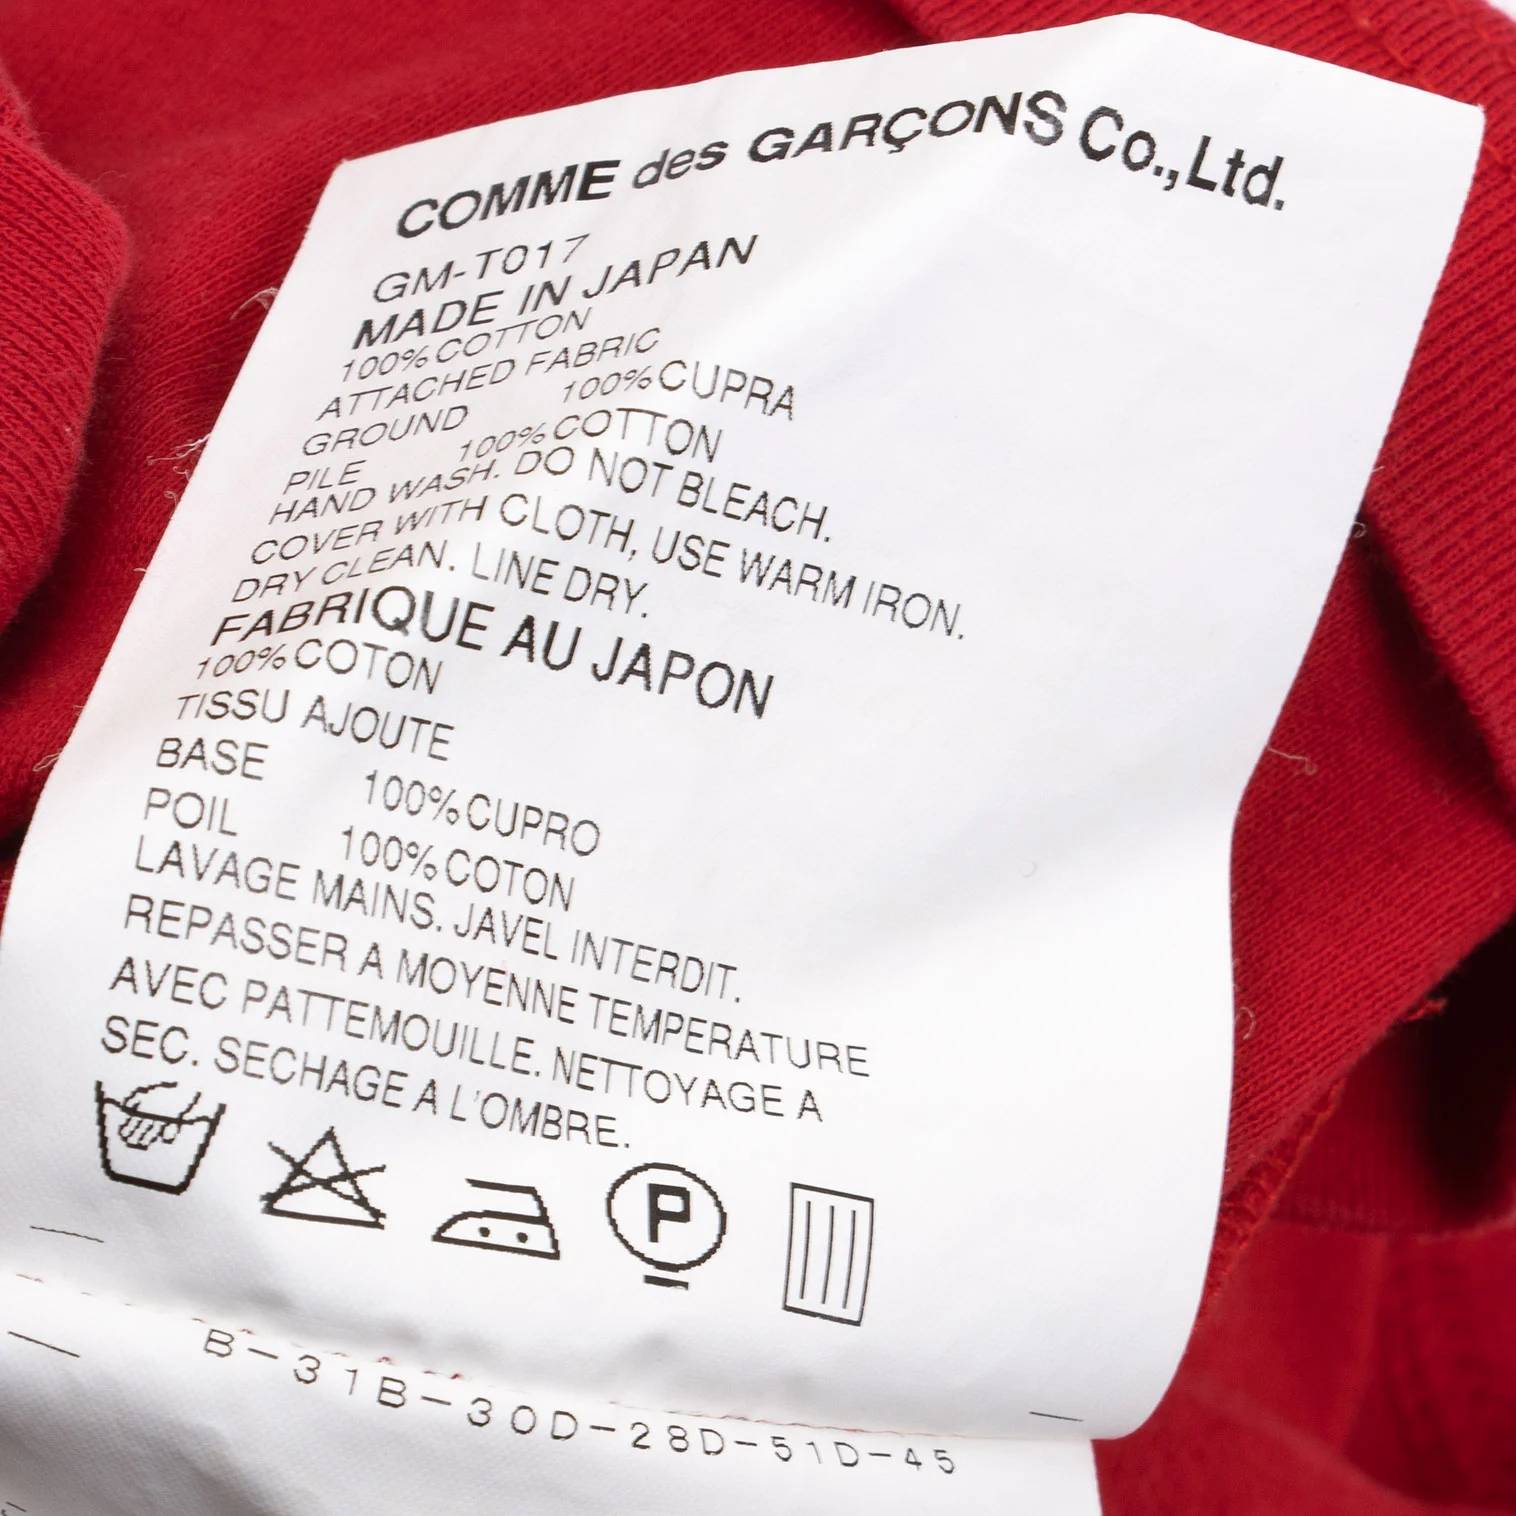 COMME des GARÇONS Co., Ltd.
GM-T017
MADE IN JAPAN
100% COTTON
ATTACHED FABRIC
GROUND 100% CUPRA
PILE 100% COTTON
HAND WASH. DO NOT BLEACH.
COVER WITH CLOTH, USE WARM IRON.
DRY CLEAN. LINE DRY.
FABRIQUE AU JAPON
100% COTON
TISSU AJOUTE
BASE 100% CUPRO
POIL 100% COTON
LAVAGE MAINS. JAVEL INTERDIT.
REPASSER A MOYENNE TEMPERATURE
AVEC PATTEMOUILLE. NETTOYAGE A
SEC. SECHAGE A L'OMBRE.
P
B-31B-30D-28D-51D-45